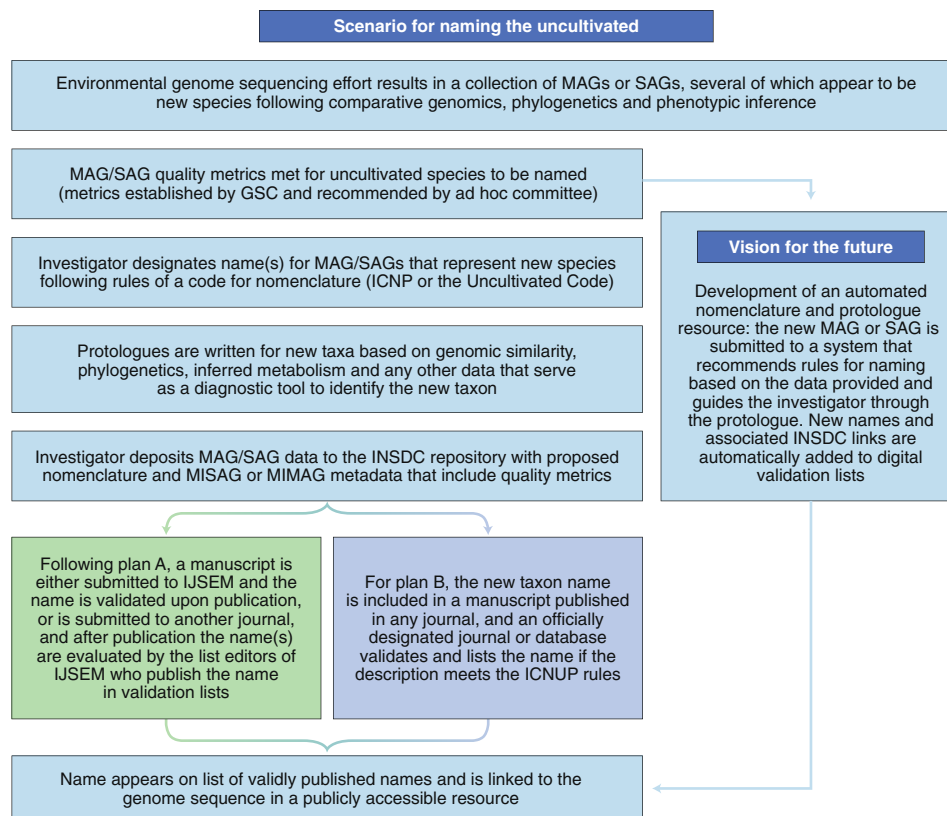 Scenario for naming the uncultivated
Environmental genome sequencing effort results in a collection of MAGs or SAGs, several of which appear to be
new species following comparative genomics, phylogenetics and phenotypic inference
MAG/SAG quality metrics met for uncultivated species to be named
(metrics established by GSC and recommended by ad hoc committee)
Investigator designates name(s) for MAG/SAGs that represent new species
following rules of a code for nomenclature (ICNP or the Uncultivated Code)
Protologues are written for new taxa based on genomic similarity,
phylogenetics, inferred metabolism and any other data that serve
as a diagnostic tool to identify the new taxon
Investigator deposits MAG/SAG data to the INSDC repository with proposed
nomenclature and MISAG or MIMAG metadata that include quality metrics
Vision for the future
Development of an automated
nomenclature and protologue
resource: the new MAG or SAG is
submitted to a system that
recommends rules for naming
based on the data provided and
guides the investigator through
the protologue. New names and
associated INSDC links are
automatically added to digital
validation lists
Following plan A, a manuscript is
either submitted to IJSEM and the
name is validated upon publication,
or is submitted to another journal,
and after publication the name(s)
are evaluated by the list editors of
IJSEM who publish the name
in validation lists
For plan B, the new taxon name
is included in a manuscript published
in any journal, and an officially
designated journal or database
validates and lists the name if the
description meets the ICNUP rules
Name appears on list of validly published names and is linked to the
genome sequence in a publicly accessible resource